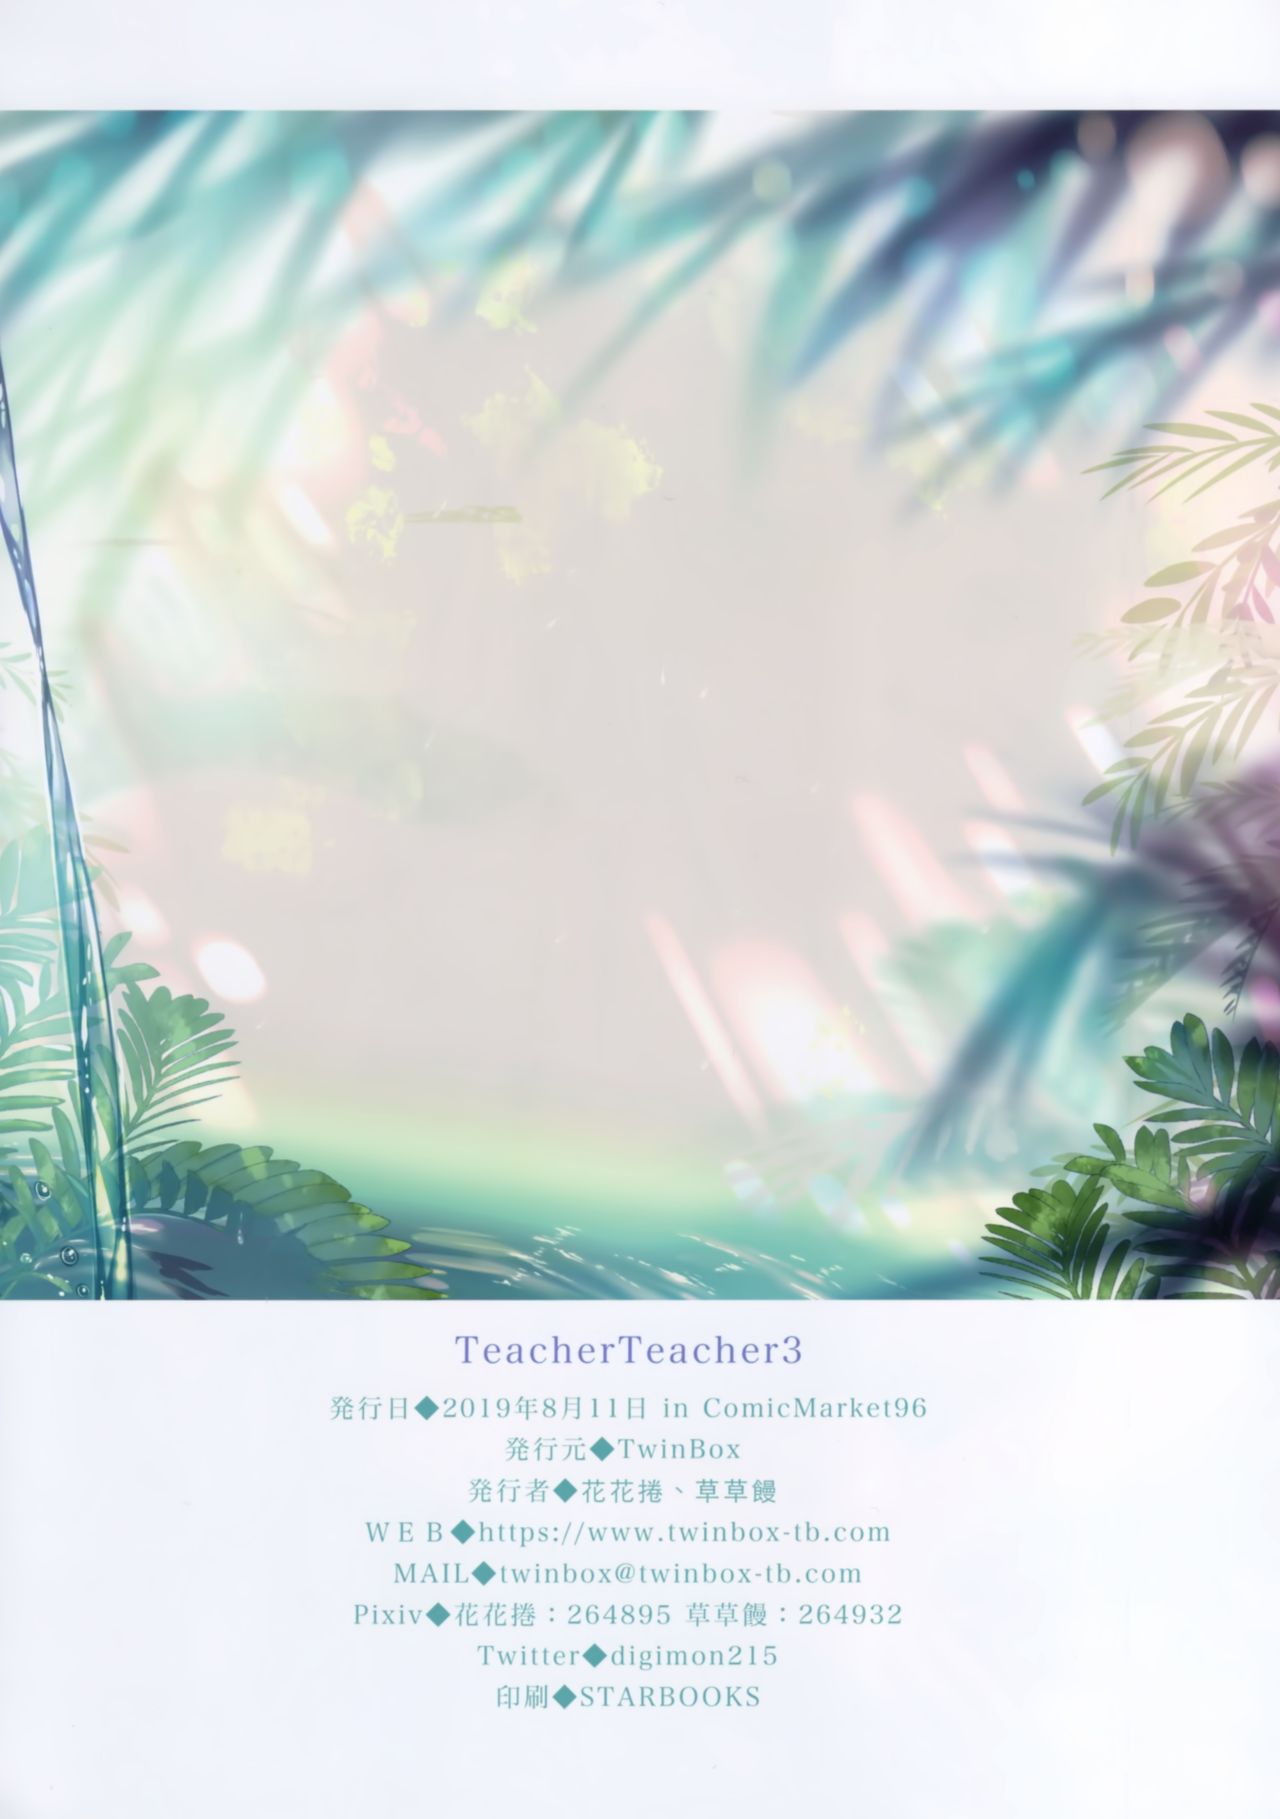 TeacherTeacher3
発行日◆2019年8月11日 in ComicMarket96
発行元◆TwinBox
発行者◆花花捲、草草饅
ＷＥＢ◆https://www.twinbox-tb.com
MAIL◆twinbox@twinbox-tb.com
Pixiv◆花花捲：264895 草草饅：264932
Twitter◆digimon215
印刷◆STARBOOKS